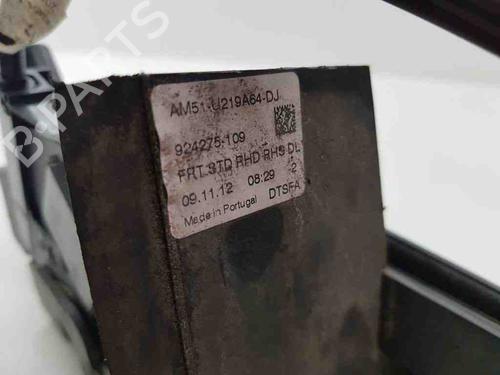 B-PARTS
AM51-U219A64-DJ
924275-109
FRT STD RHD RHS DL
09.11.12 08:29 2
Made in Portugal DTSFA